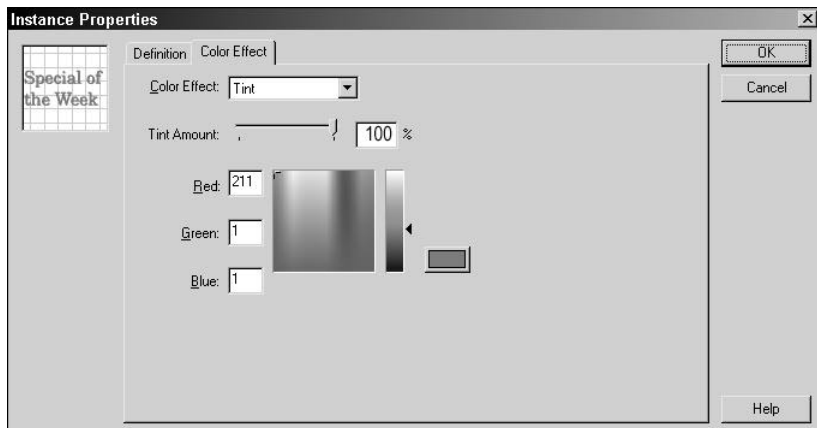 Instance Properties
Definition
Color Effect
OK
Special of
the Week
Color Effect: Tint
Cancel
Tint Amount: 100 %
Red: 211
Green: 1
Blue: 1
Help